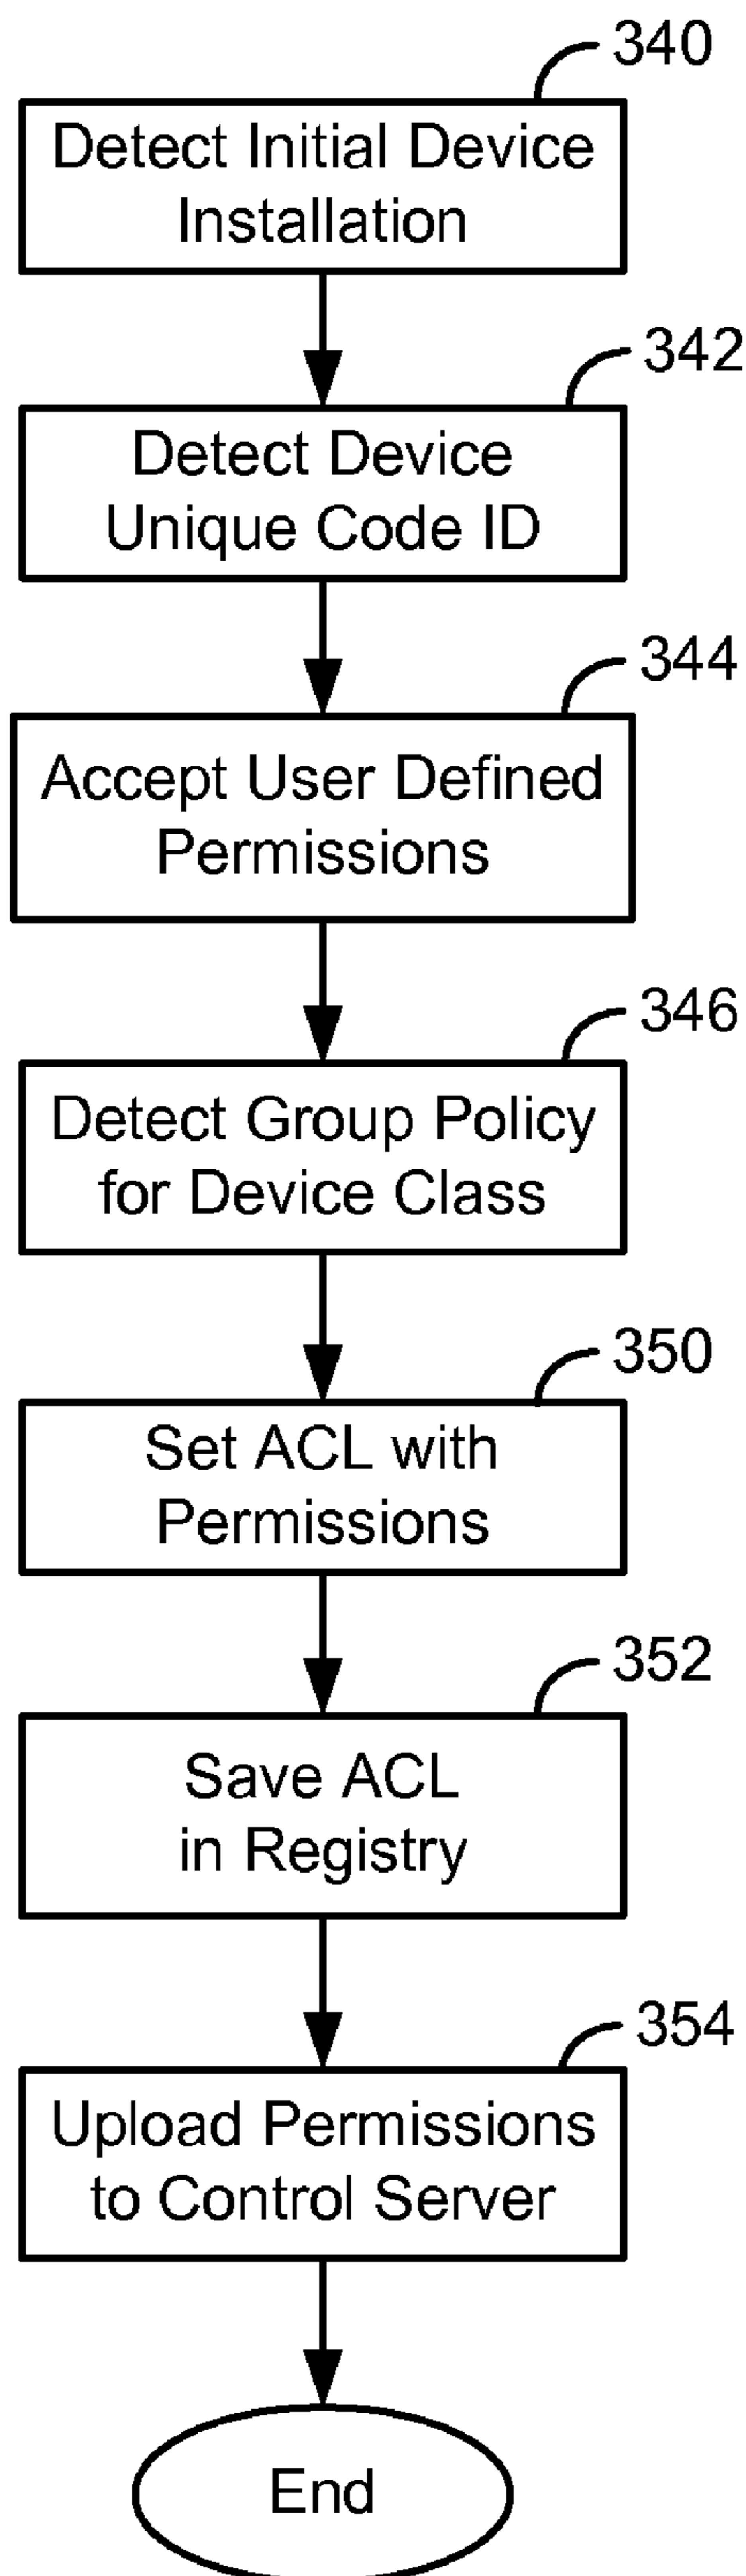 340
Detect Initial Device
Installation
342
Detect Device
Unique Code ID
344
Accept User Defined
Permissions
346
Detect Group Policy
for Device Class
350
Set ACL with
Permissions
352
Save ACL
in Registry
354
Upload Permissions
to Control Server
End